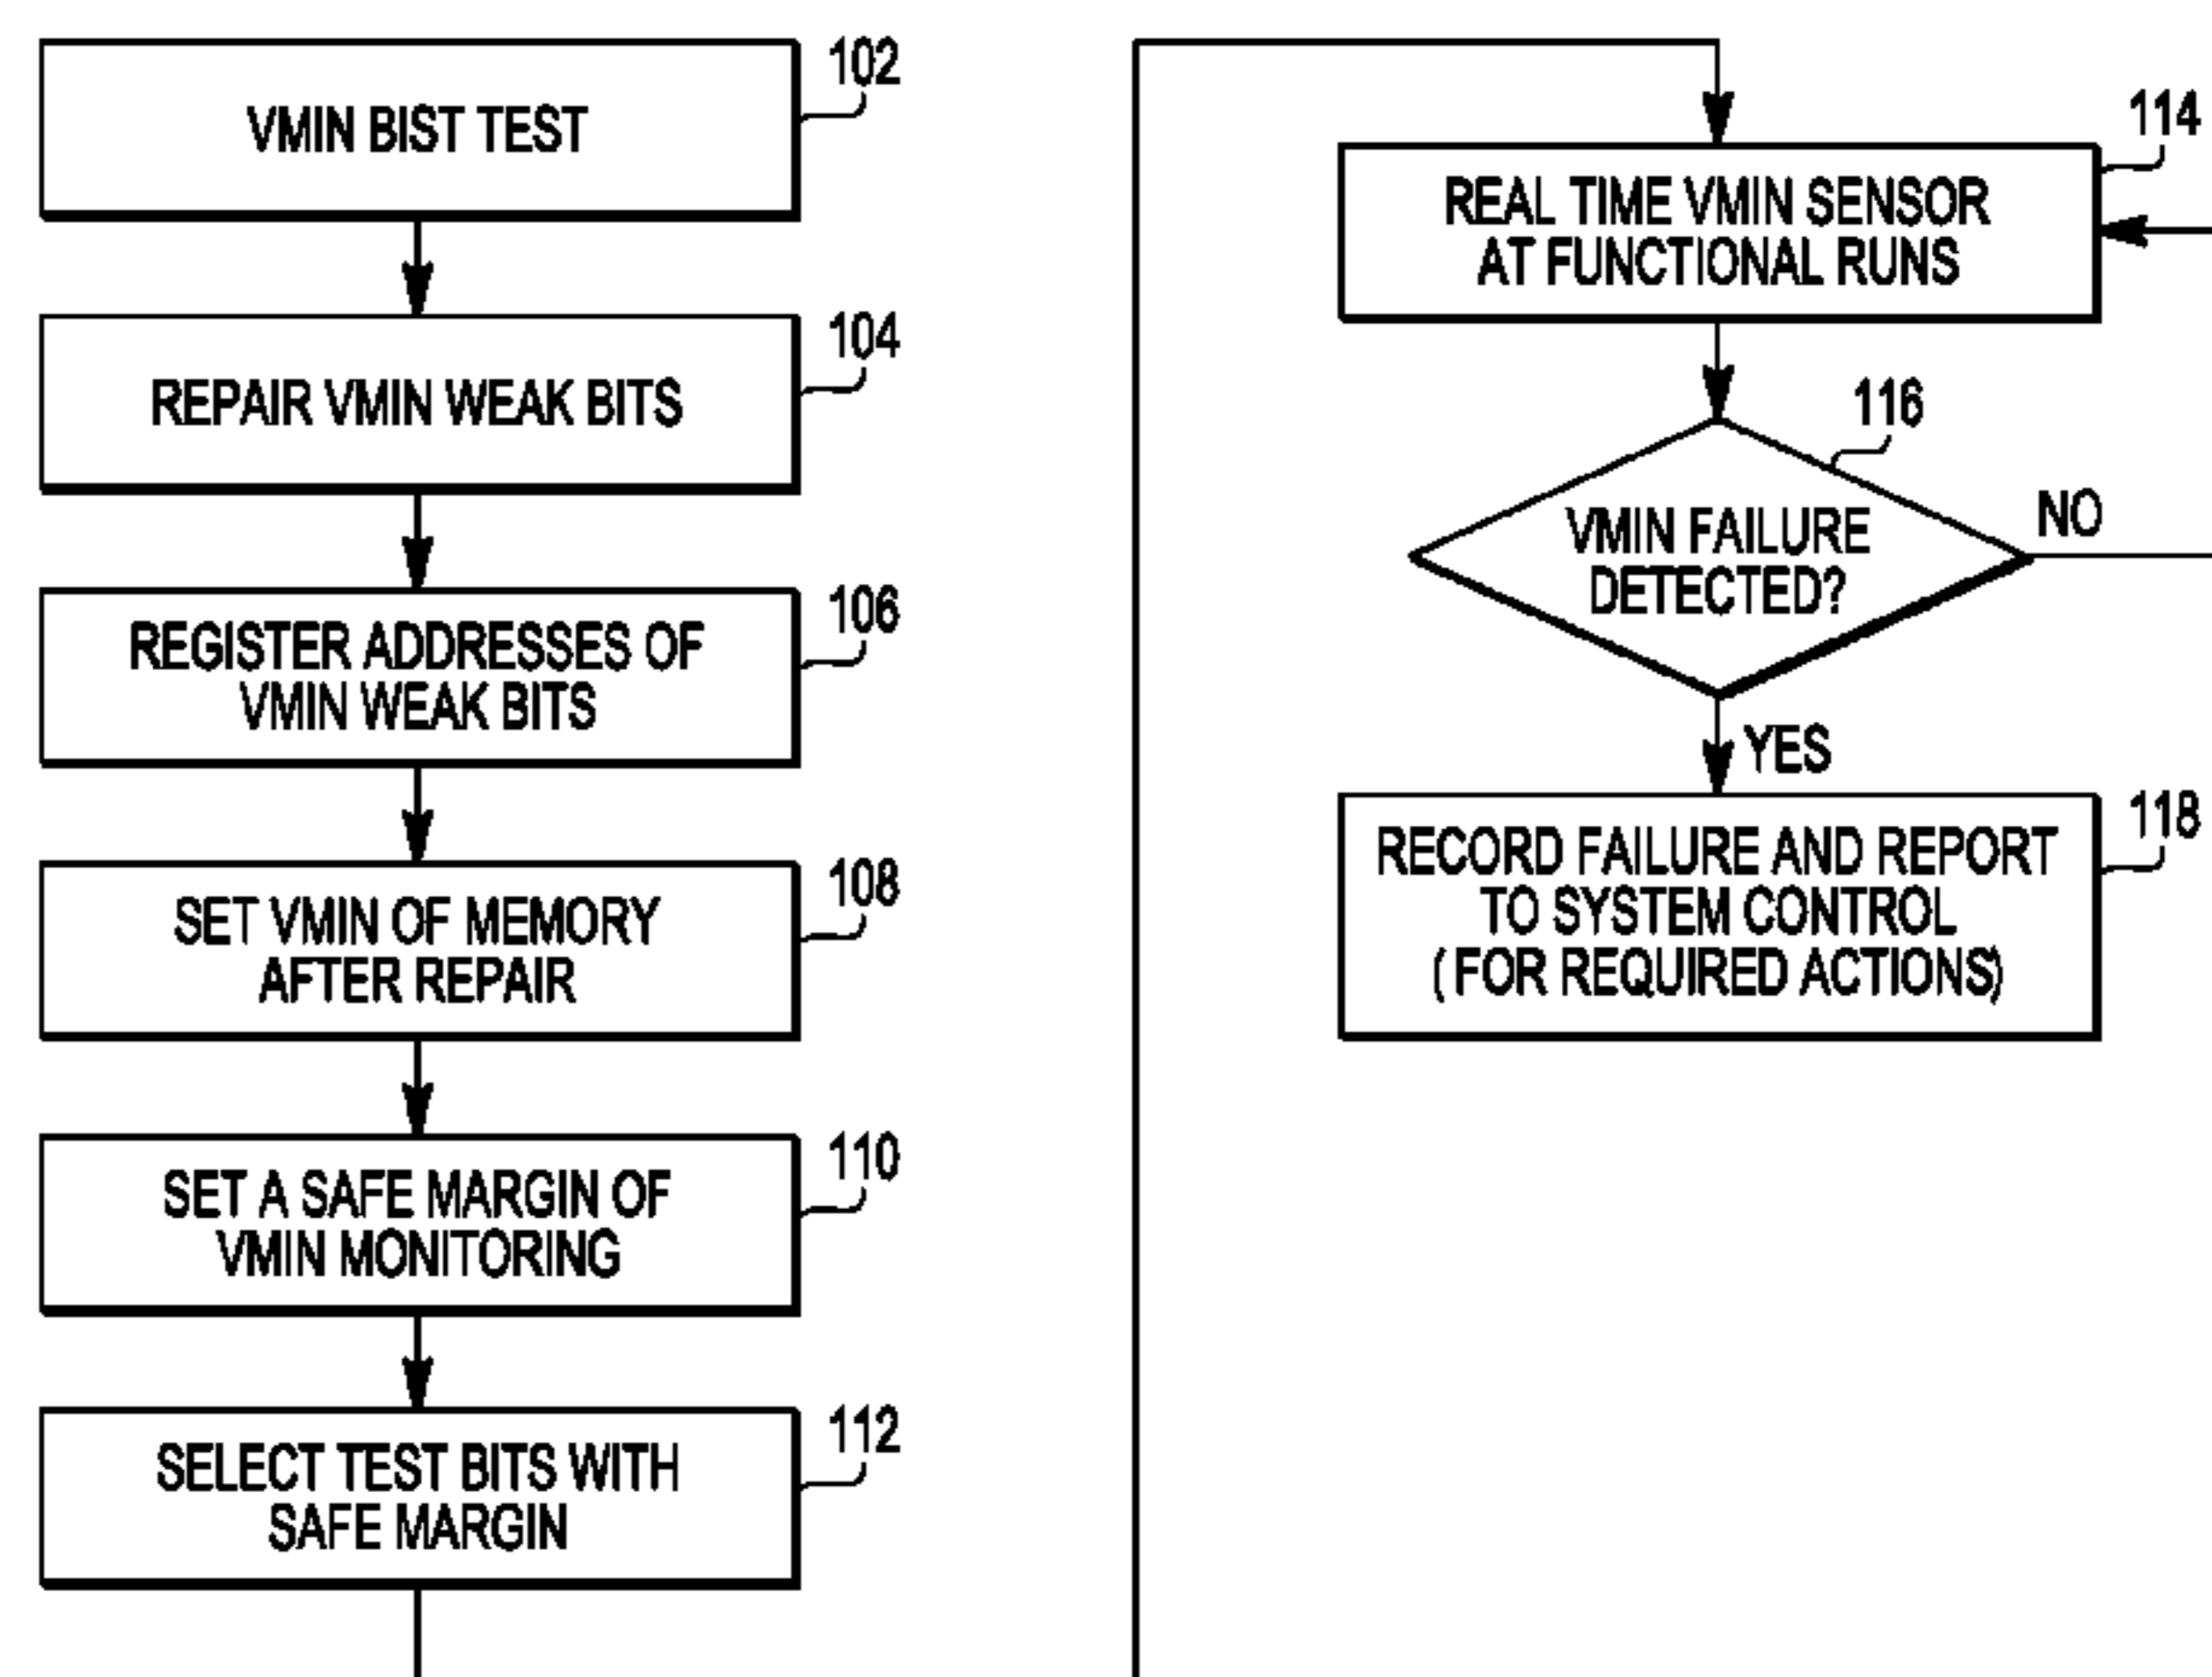 102
VMIN BIST TEST
104
REPAIR VMIN WEAK BITS
106
REGISTER ADDRESSES OF
VMIN WEAK BITS
108
SET VMIN OF MEMORY
AFTER REPAIR
110
SET A SAFE MARGIN OF
VMIN MONITORING
112
SELECT TEST BITS WITH
SAFE MARGIN
114
REAL TIME VMIN SENSOR
AT FUNCTIONAL RUNS
116
VMIN FAILURE
DETECTED?
NO
YES
118
RECORD FAILURE AND REPORT
TO SYSTEM CONTROL
( FOR REQUIRED ACTIONS)